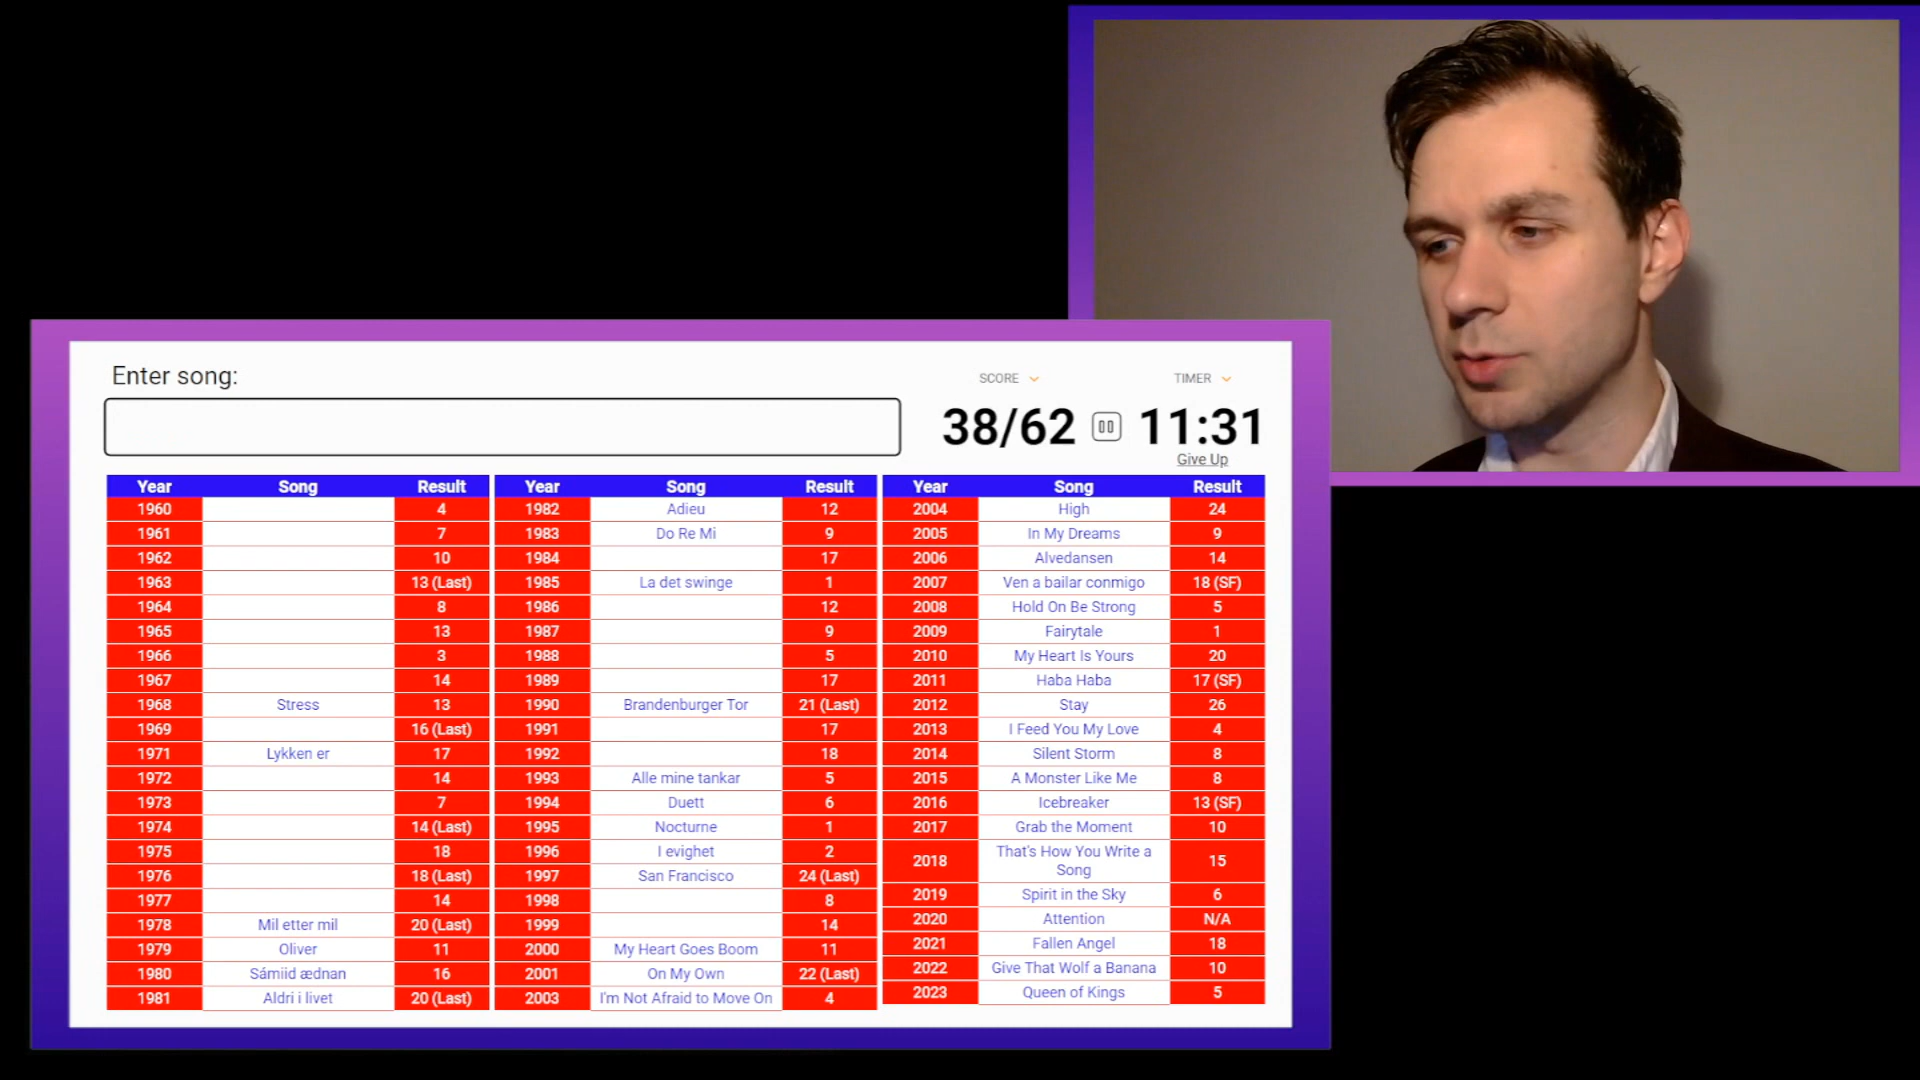 Enter song:
SCORE
TIMER
38/62
11:31
Give Up
Year Song Result Year Song Result Year Song Result
1960 4 1982 Adieu 12 2004 High 24
1961 7 1983 Do Re Mi 9 2005 In My Dreams 9
1962 10 1984 17 2006 Alvedansen 14
1963 13 (Last) 1985 La det swinge 1 2007 Ven a bailar conmigo 18 (SF)
1964 8 1986 12 2008 Hold On Be Strong 5
1965 13 1987 9 2009 Fairytale 1
1966 3 1988 5 2010 My Heart Is Yours 20
1967 14 1989 17 2011 Haba Haba 17 (SF)
1968 Stress 13 1990 Brandenburger Tor 21 (Last) 2012 Stay 26
1969 16 (Last) 1991 17 2013 I Feed You My Love 4
1971 Lykken er 17 1992 18 2014 Silent Storm 8
1972 14 1993 Alle mine tankar 5 2015 A Monster Like Me 8
1973 7 1994 Duett 6 2016 Icebreaker 13 (SF)
1974 14 (Last) 1995 Nocturne 1 2017 Grab the Moment 10
1975 18 1996 I evighet 2 2018 That's How You Write a
Song 15
1976 18 (Last) 1997 San Francisco 24 (Last)
1977 14 1998 8 2019 Spirit in the Sky 6
1978 Mil etter mil 20 (Last) 1999 14 2020 Attention N/A
1979 Oliver 11 2000 My Heart Goes Boom 11 2021 Fallen Angel 18
1980 Sámiid ædnan 16 2001 On My Own 22 (Last) 2022 Give That Wolf a Banana 10
1981 Aldri i livet 20 (Last) 2003 I'm Not Afraid to Move On 4 2023 Queen of Kings 5